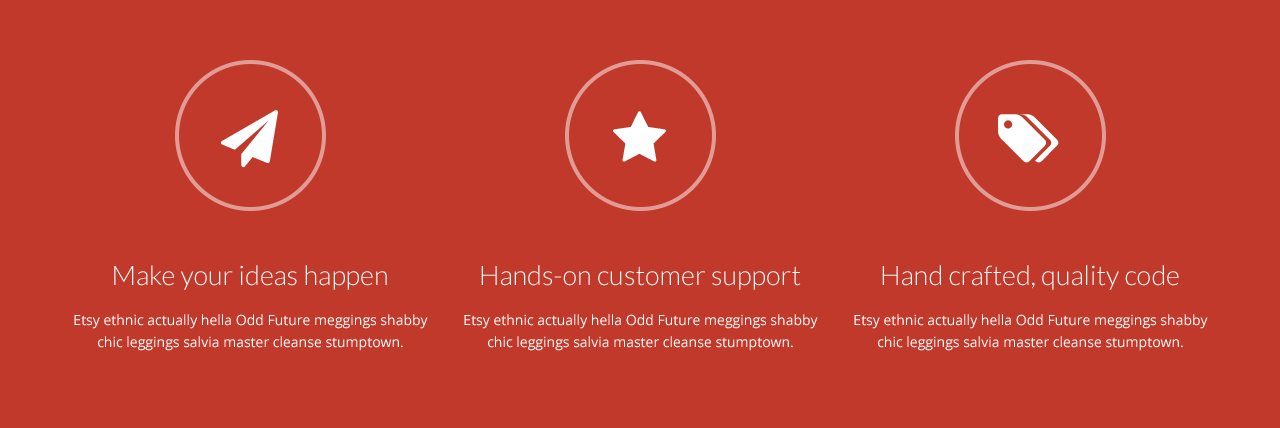 Make your ideas happen
Etsy ethnic actually hella Odd Future meggings shabby
chic leggings salvia master cleanse stumptown.
Hands-on customer support
Etsy ethnic actually hella Odd Future meggings shabby
chic leggings salvia master cleanse stumptown.
Hand crafted, quality code
Etsy ethnic actually hella Odd Future meggings shabby
chic leggings salvia master cleanse stumptown.